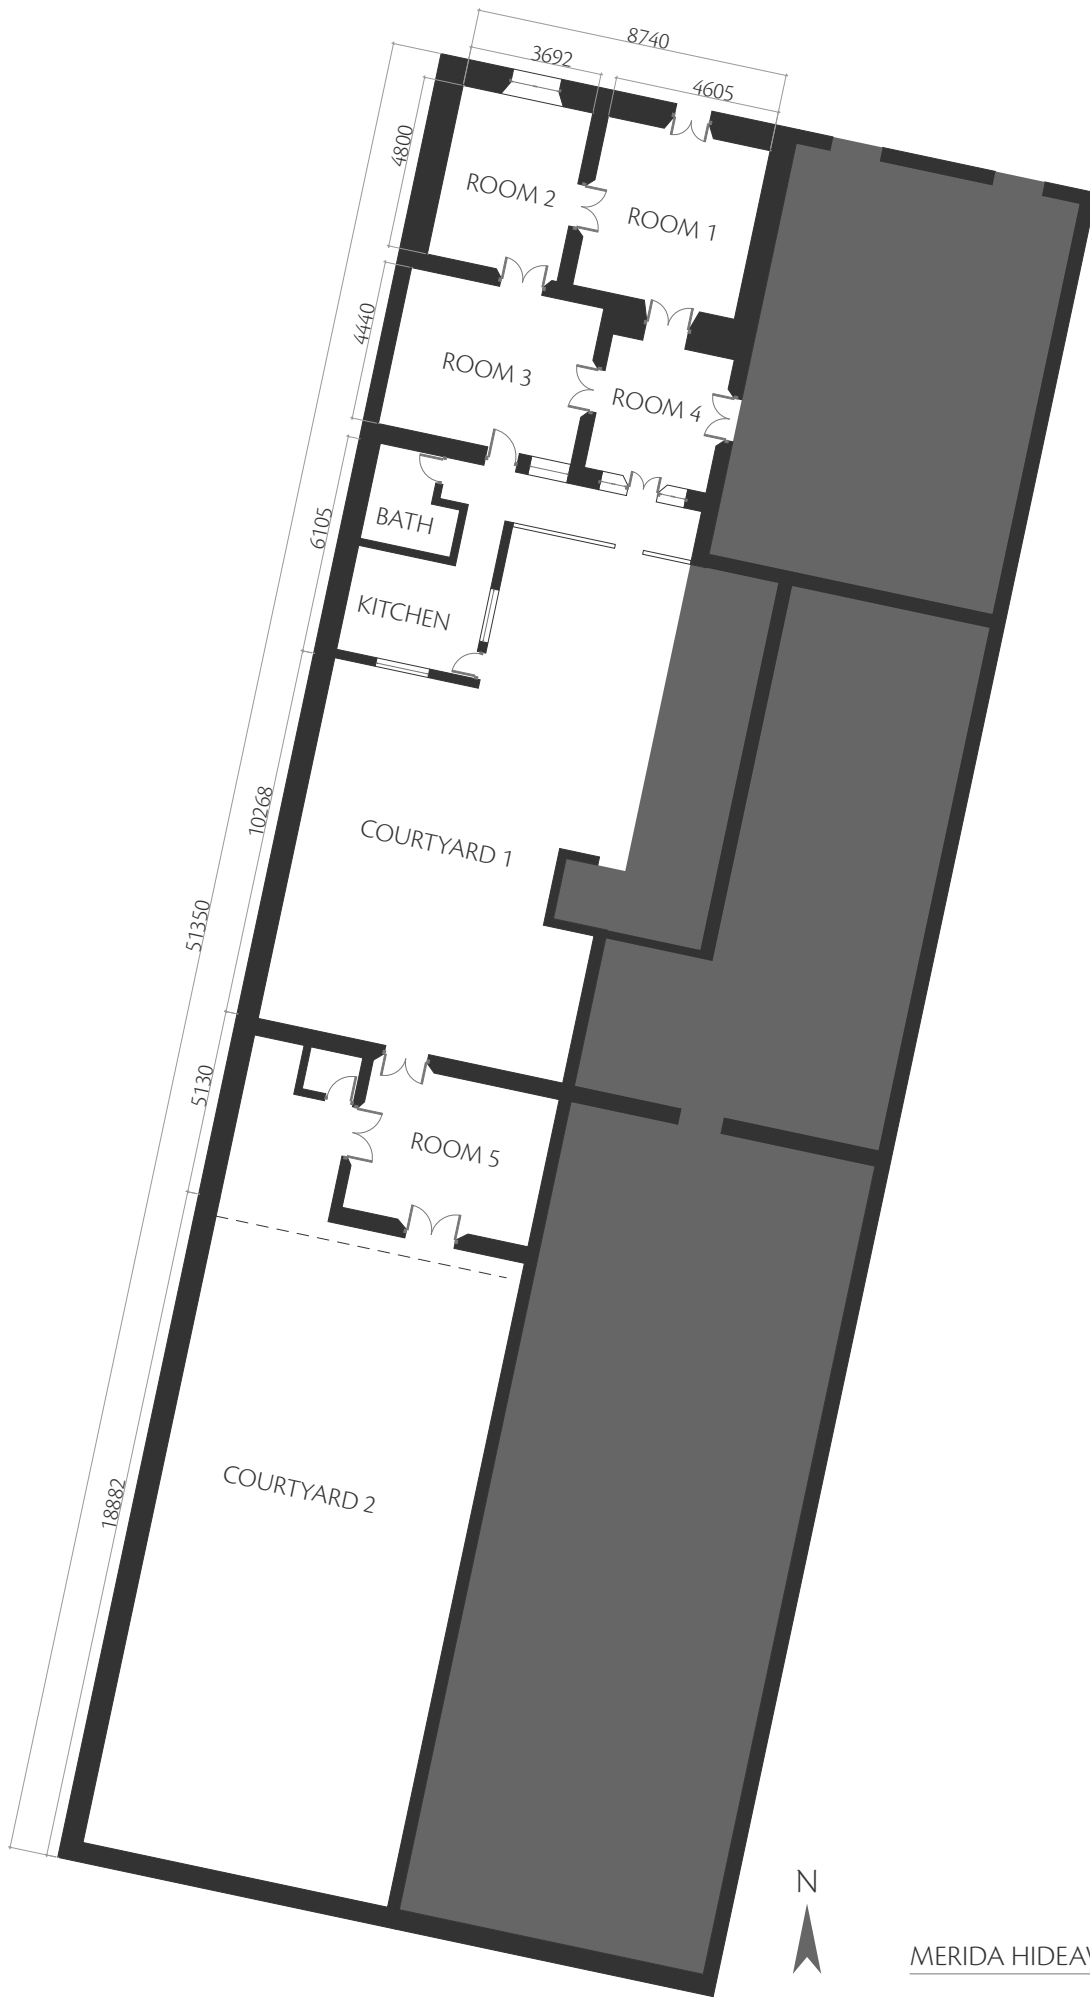 8740
3692
4605
4800
ROOM 2
ROOM 1
4440
ROOM 3
ROOM 4
6105
BATH
KITCHEN
10268
COURTYARD 1
51350
5130
ROOM 5
COURTYARD 2
18882
N